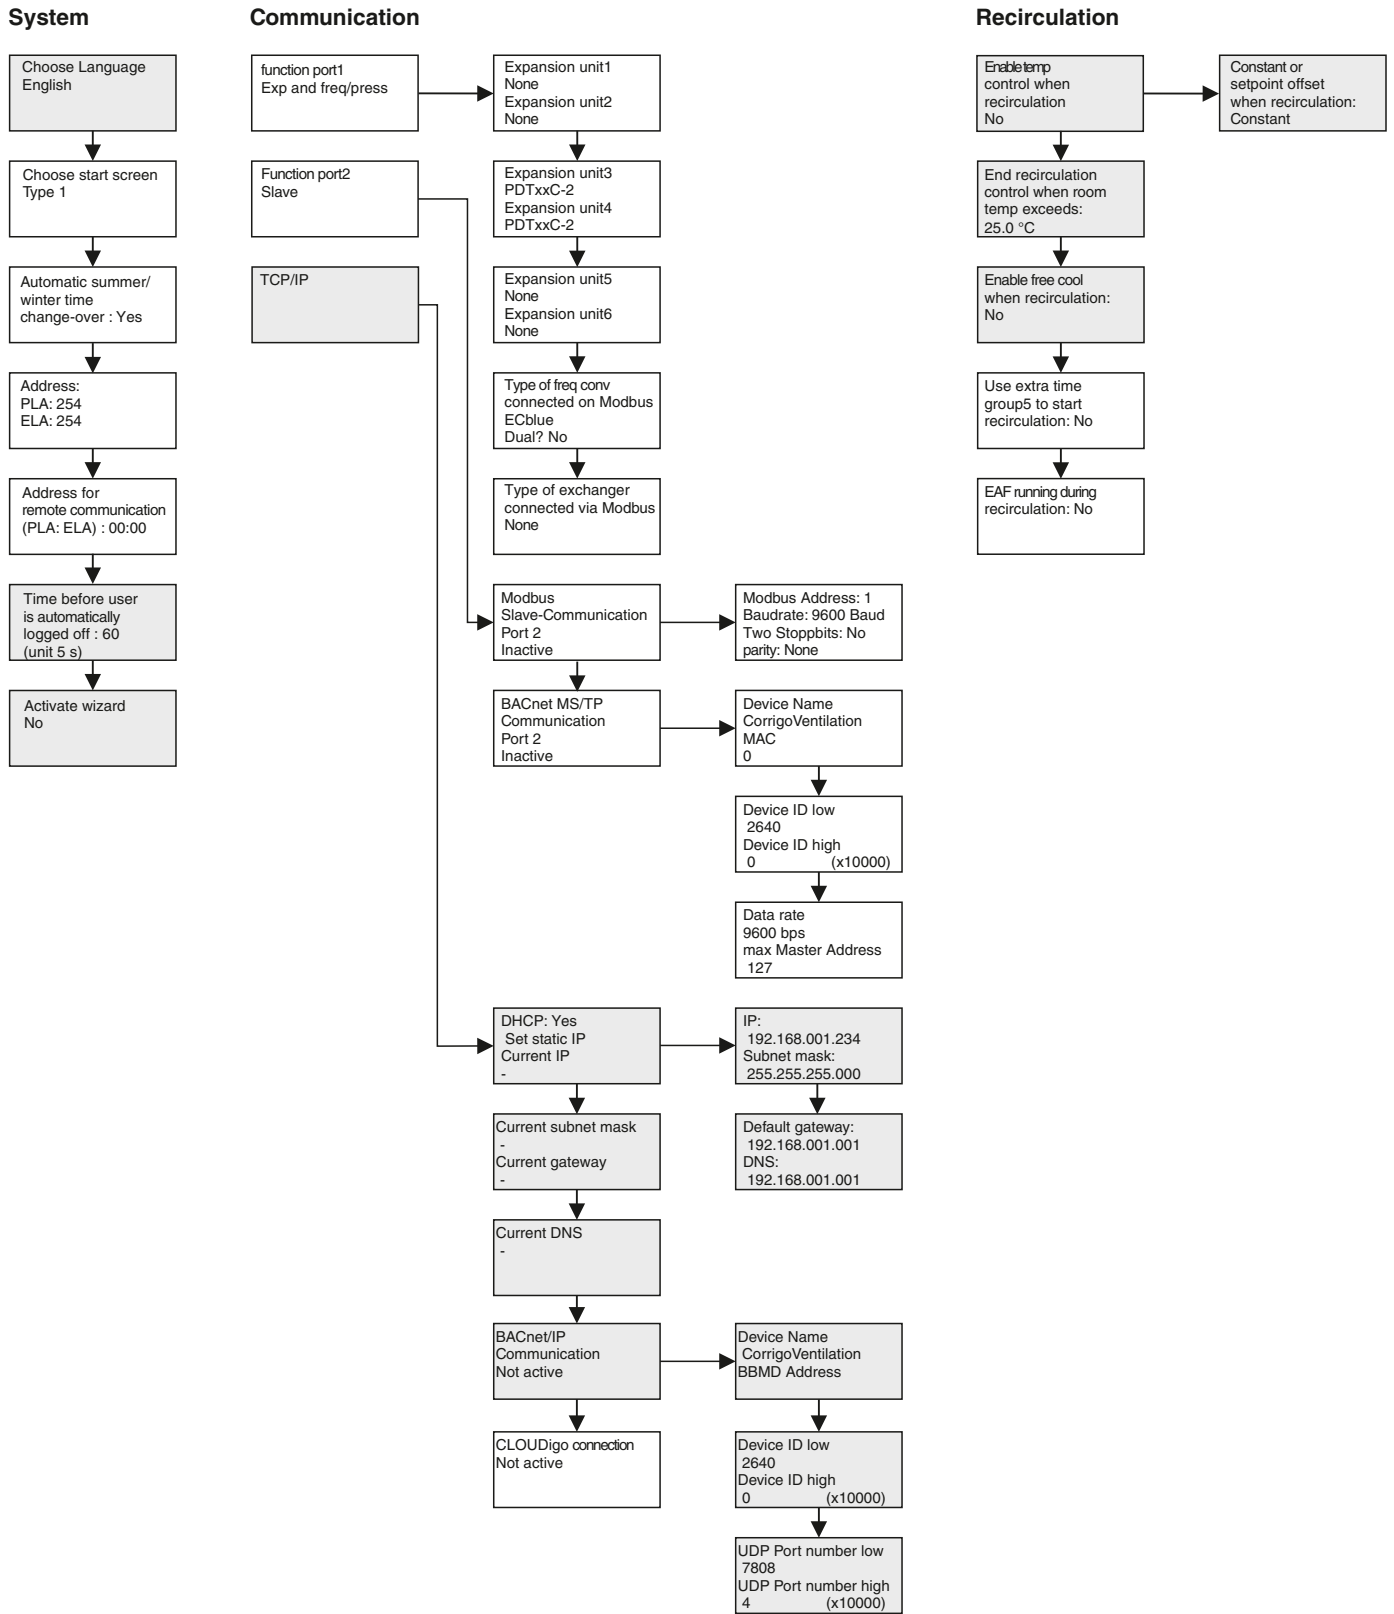 System
Choose Language
English
Choose start screen
Type 1
Automatic summer/
winter time
change-over : Yes
Address:
PLA: 254
ELA: 254
Address for
remote communication
(PLA: ELA) : 00:00
Time before user
is automatically
logged off : 60
(unit 5 s)
Activate wizard
No
Communication
function port1
Exp and freq/press
Function port2
Slave
TCP/IP
Expansion unit1
None
Expansion unit2
None
Expansion unit3
PDTxxC-2
Expansion unit4
PDTxxC-2
Expansion unit5
None
Expansion unit6
None
Type of freq conv
connected on Modbus
ECblue
Dual? No
Type of exchanger
connected via Modbus
None
Modbus
Slave-Communication
Port 2
Inactive
Modbus Address: 1
Baudrate: 9600 Baud
Two Stoppbits: No
parity: None
BACnet MS/TP
Communication
Port 2
Inactive
Device Name
CorrigoVentilation
MAC
0
Device ID low
2640
Device ID high
0 (x10000)
Data rate
9600 bps
max Master Address
127
DHCP: Yes
Set static IP
Current IP
-
IP:
192.168.001.234
Subnet mask:
255.255.255.000
Default gateway:
192.168.001.001
DNS:
192.168.001.001
Current subnet mask
-
Current gateway
-
Current DNS
-
BACnet/IP
Communication
Not active
Device Name
CorrigoVentilation
BBMD Address
Device ID low
2640
Device ID high
0 (x10000)
UDP Port number low
7808
UDP Port number high
4 (x10000)
CLOUDigo connection
Not active
Recirculation
Enable temp
control when
recirculation
No
Constant or
setpoint offset
when recirculation:
Constant
End recirculation
control when room
temp exceeds:
25.0 °C
Enable free cool
when recirculation:
No
Use extra time
group5 to start
recirculation: No
EAF running during
recirculation: No